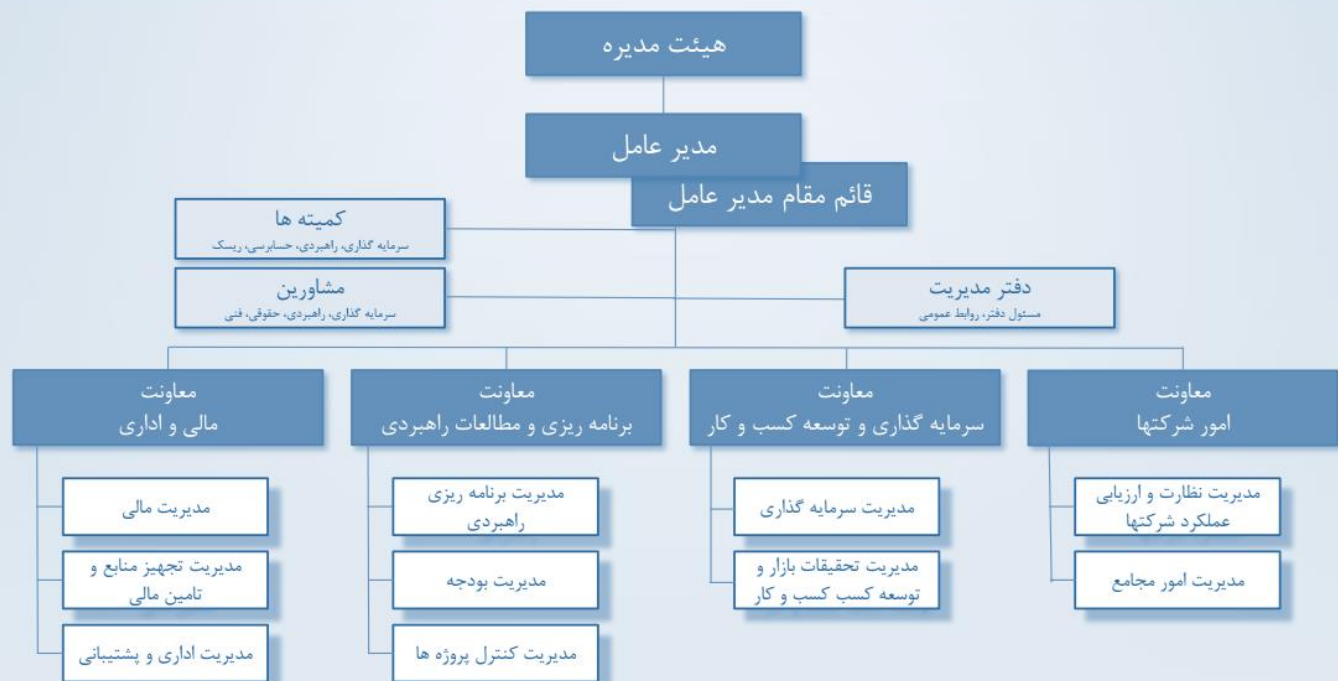 هیئت مدیره
مدیر عامل
قائم مقام مدیر عامل
کمیته ها
سرمایه گذاری، راهبردی، حسابرسی، ریسک
مشاورین
سرمایه گذاری، راهبردی، حقوقی، فنی
دفتر مدیریت
مسئول دفتر، روابط عمومی
معاونت
امور شرکتها
مدیریت نظارت و ارزیابی
عملکرد شرکتها
مدیریت امور مجامع
معاونت
سرمایه گذاری و توسعه کسب و کار
مدیریت سرمایه گذاری
مدیریت تحقیقات بازار و
توسعه کسب کسب و کار
معاونت
برنامه ریزی و مطالعات راهبردی
مدیریت برنامه ریزی
راهبردی
مدیریت بودجه
مدیریت کنترل پروژه ها
معاونت
مالی و اداری
مدیریت مالی
مدیریت تجهیز منابع و
تامین مالی
مدیریت اداری و پشتیبانی